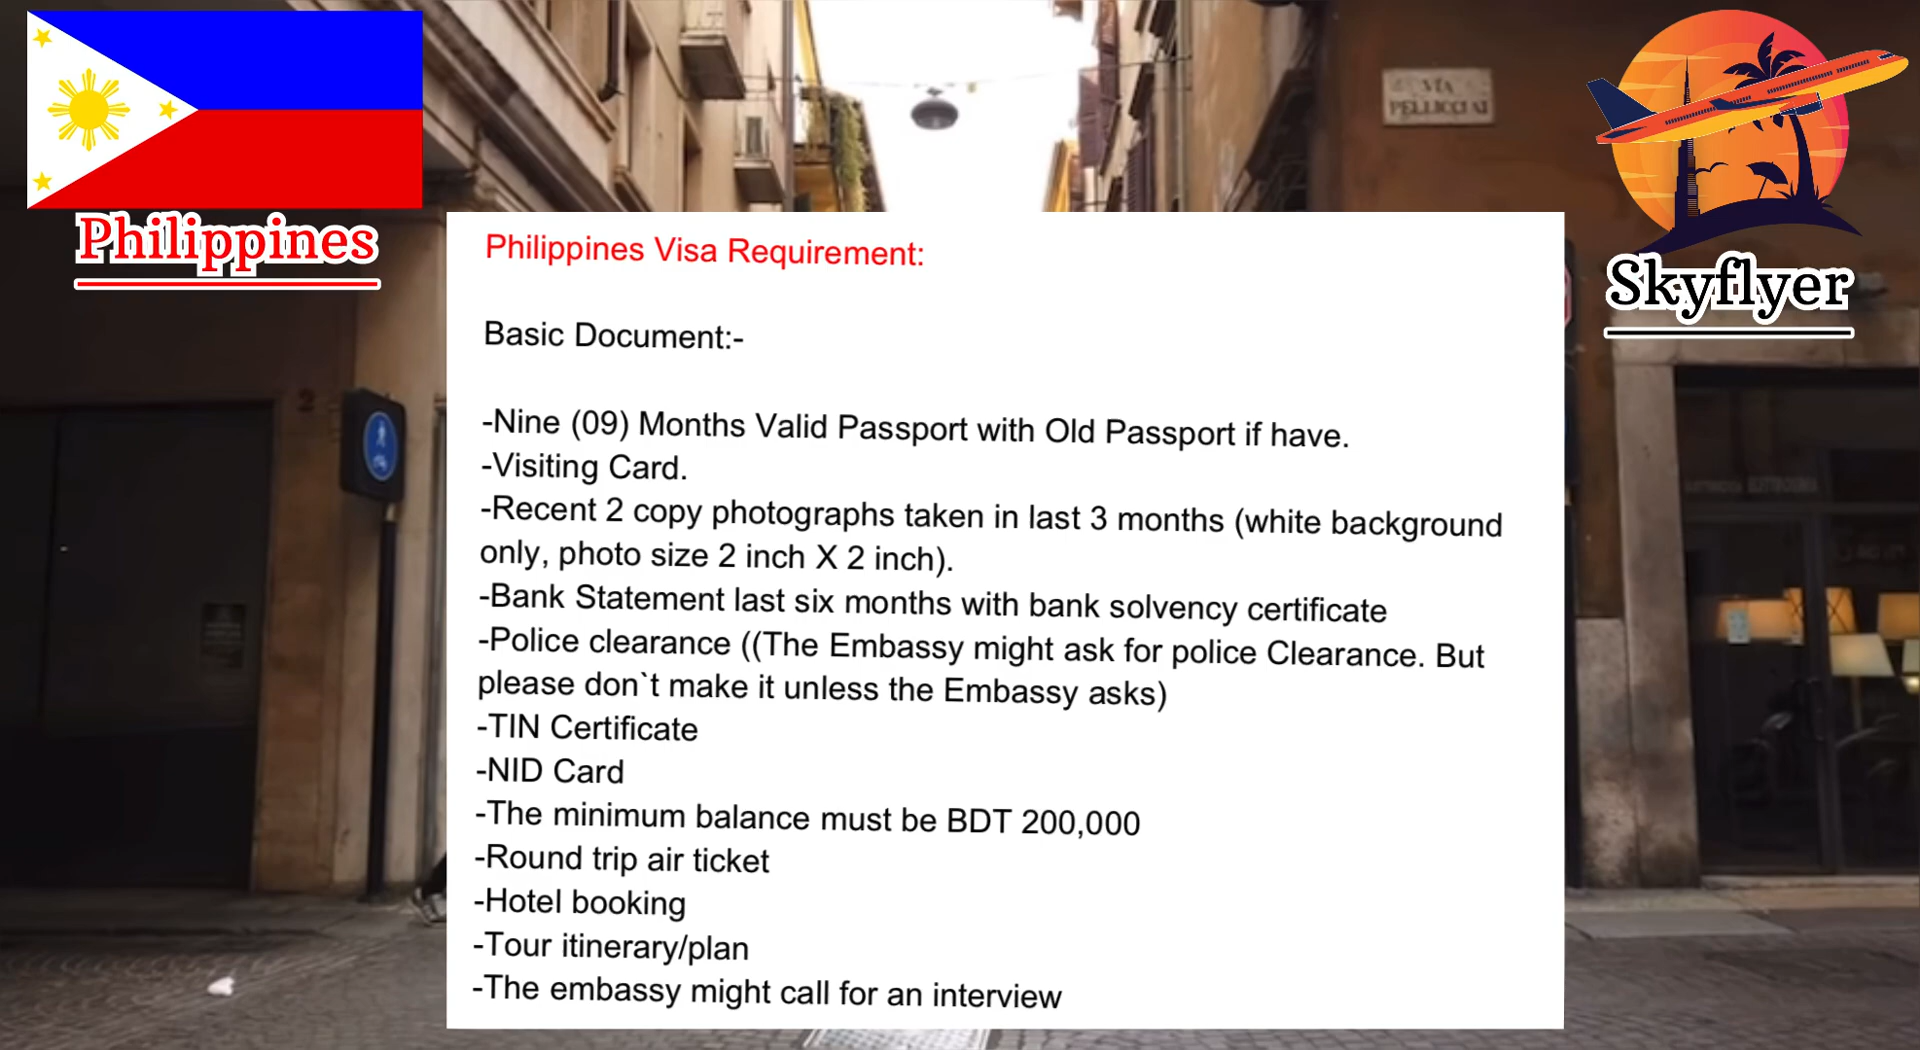 Philippines
Skyflyer
VIA
PELLICCIAI
2
Philippines Visa Requirement:
Basic Document:-
-Nine (09) Months Valid Passport with Old Passport if have.
-Visiting Card.
-Recent 2 copy photographs taken in last 3 months (white background
only, photo size 2 inch X 2 inch).
-Bank Statement last six months with bank solvency certificate
-Police clearance ((The Embassy might ask for police Clearance. But
please don`t make it unless the Embassy asks)
-TIN Certificate
-NID Card
-The minimum balance must be BDT 200,000
-Round trip air ticket
-Hotel booking
-Tour itinerary/plan
-The embassy might call for an interview